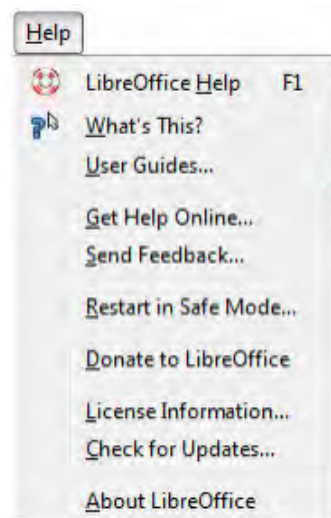 Help
LibreOffice Help F1
What's This?
User Guides...
Get Help Online...
Send Feedback...
Restart in Safe Mode...
Donate to LibreOffice
License Information...
Check for Updates...
About LibreOffice